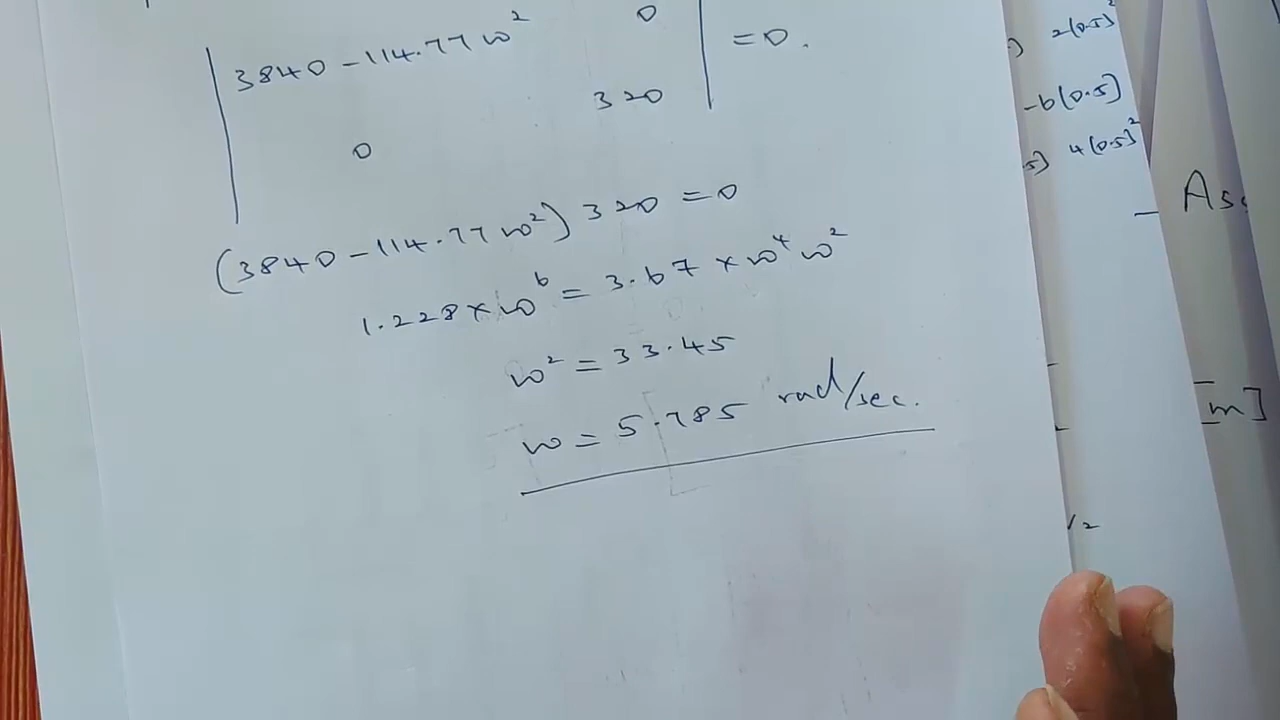 3840 - 114.77 ω² 0
0 320 = 0.
(3840 - 114.77 ω²) 320 = 0
1.228 × 10⁶ = 3.67 × 10⁴ ω²
ω² = 33.45
ω = 5.785 rad/sec.
2(0.5)²
-6(0.5)
4(0.5)²
[m]